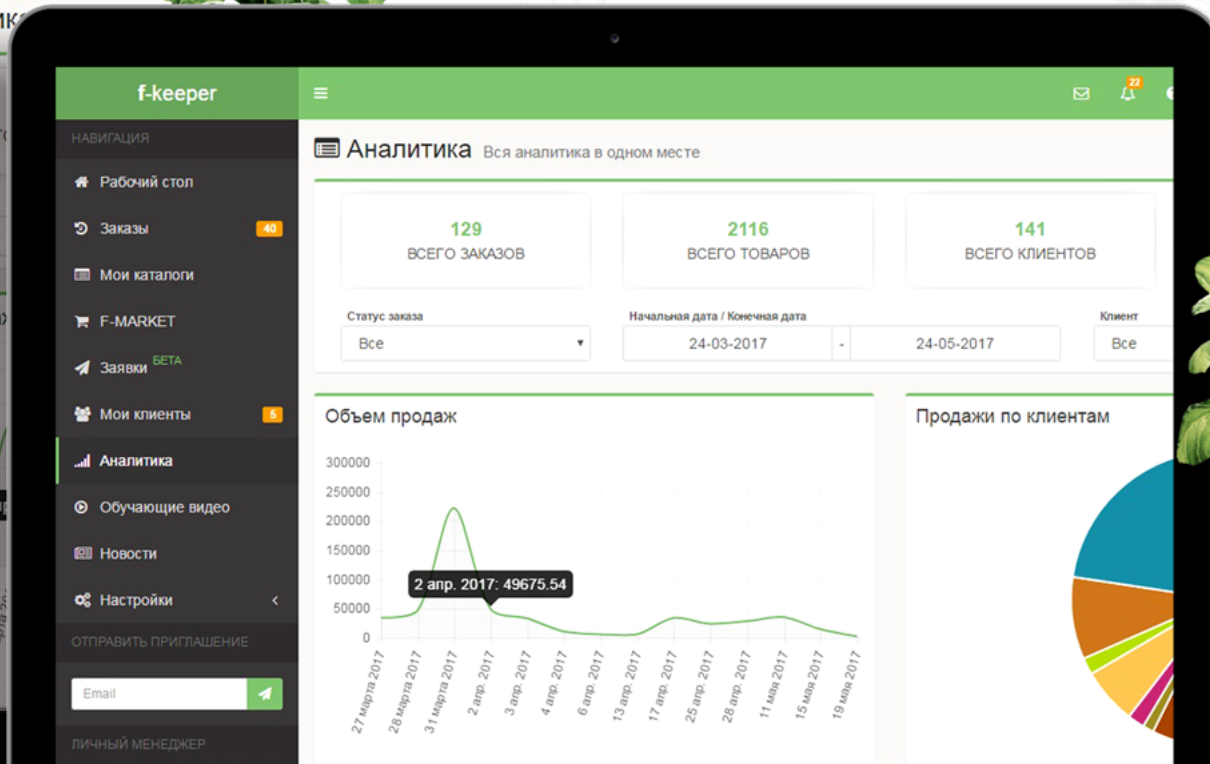 f-keeper
22
НАВИГАЦИЯ
Рабочий стол
Заказы 40
Мои каталоги
F-MARKET
Заявки БЕТА
Мои клиенты 5
Аналитика
Обучающие видео
Новости
Настройки
ОТПРАВИТЬ ПРИГЛАШЕНИЕ
Email
ЛИЧНЫЙ МЕНЕДЖЕР
Аналитика Вся аналитика в одном месте
129
ВСЕГО ЗАКАЗОВ
2116
ВСЕГО ТОВАРОВ
141
ВСЕГО КЛИЕНТОВ
Статус заказа
Все
Начальная дата / Конечная дата
24-03-2017 - 24-05-2017
Клиент
Все
Объем продаж
300000
250000
200000
150000
100000
50000
0
2 апр. 2017: 49675.54
27 марта 2017
28 марта 2017
31 марта 2017
2 апр. 2017
3 апр. 2017
4 апр. 2017
6 апр. 2017
13 апр. 2017
17 апр. 2017
25 апр. 2017
28 апр. 2017
11 мая 2017
15 мая 2017
19 мая 2017
Продажи по клиентам